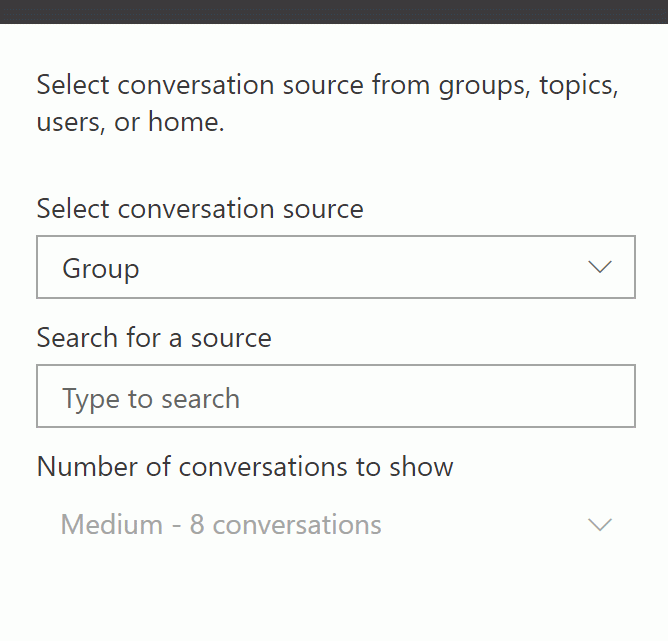 Select conversation source from groups, topics,
users, or home.
Select conversation source
Group
Search for a source
Type to search
Number of conversations to show
Medium - 8 conversations